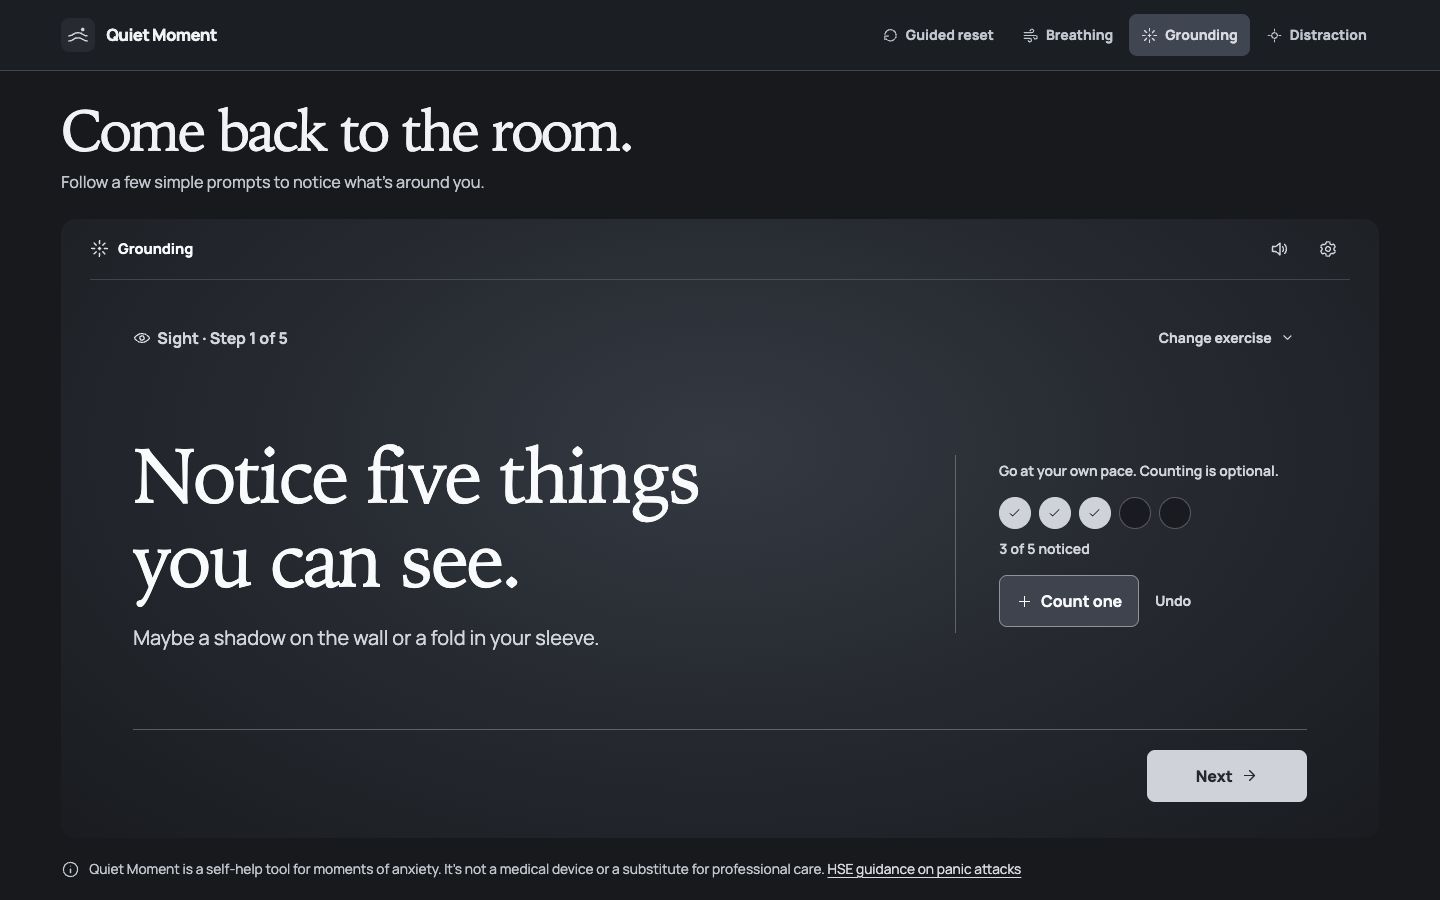 Quiet Moment
Guided reset
Breathing
Grounding
Distraction
Come back to the room.
Follow a few simple prompts to notice what's around you.
Grounding
Sight · Step 1 of 5
Change exercise
Notice five things
you can see.
Maybe a shadow on the wall or a fold in your sleeve.
Go at your own pace. Counting is optional.
3 of 5 noticed
Count one
Undo
Next
Quiet Moment is a self-help tool for moments of anxiety. It's not a medical device or a substitute for professional care. HSE guidance on panic attacks